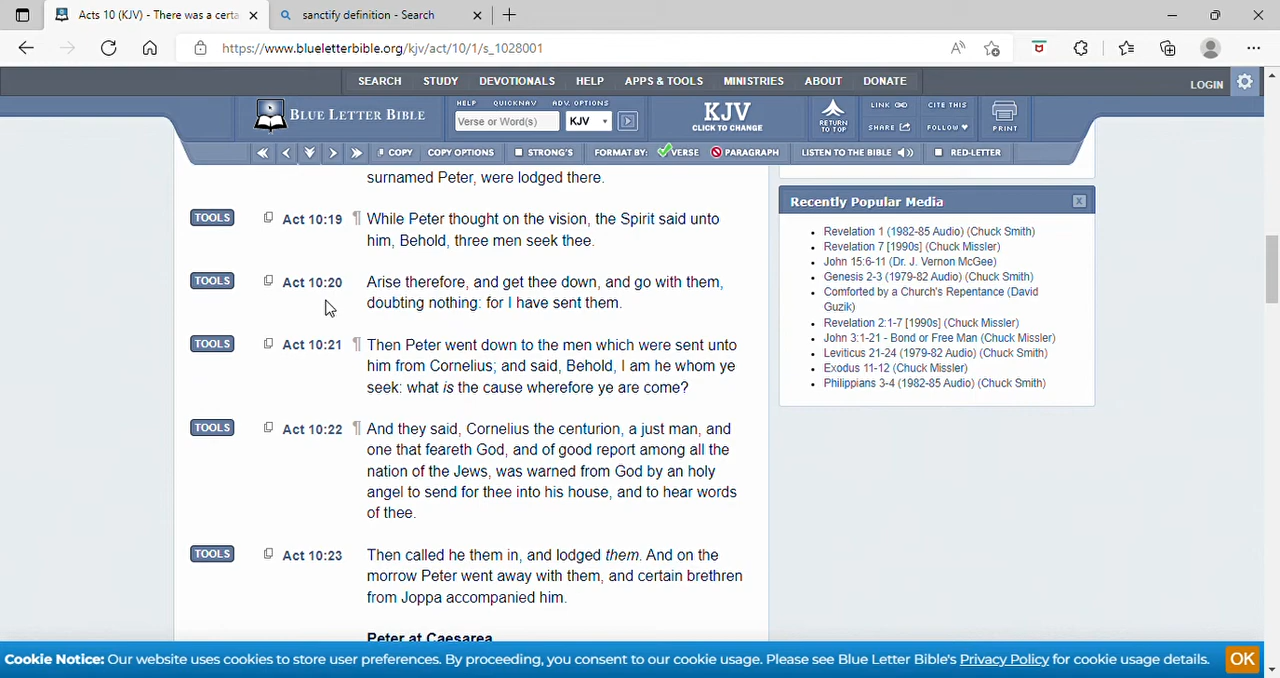 Acts 10 (KJV) - There was a certa
sanctify definition - Search
https://www.blueletterbible.org/kjv/act/10/1/s_1028001
SEARCH STUDY DEVOTIONALS HELP APPS & TOOLS MINISTRIES ABOUT DONATE
LOGIN
BLUE LETTER BIBLE
HELP QUICKNAV ADV. OPTIONS
Verse or Word(s) KJV
KJV
CLICK TO CHANGE
RETURN
TO TOP
LINK CITE THIS
SHARE FOLLOW
PRINT
COPY COPY OPTIONS STRONG'S FORMAT BY: VERSE PARAGRAPH LISTEN TO THE BIBLE RED-LETTER
surnamed Peter, were lodged there.
TOOLS Act 10:19 ¶ While Peter thought on the vision, the Spirit said unto
him, Behold, three men seek thee.
TOOLS Act 10:20 Arise therefore, and get thee down, and go with them,
doubting nothing: for I have sent them.
TOOLS Act 10:21 ¶ Then Peter went down to the men which were sent unto
him from Cornelius; and said, Behold, I am he whom ye
seek: what is the cause wherefore ye are come?
TOOLS Act 10:22 ¶ And they said, Cornelius the centurion, a just man, and
one that feareth God, and of good report among all the
nation of the Jews, was warned from God by an holy
angel to send for thee into his house, and to hear words
of thee.
TOOLS Act 10:23 Then called he them in, and lodged them. And on the
morrow Peter went away with them, and certain brethren
from Joppa accompanied him.
Peter at Caesarea
Recently Popular Media
Revelation 1 (1982-85 Audio) (Chuck Smith)
Revelation 7 [1990s] (Chuck Missler)
John 15:6-11 (Dr. J. Vernon McGee)
Genesis 2-3 (1979-82 Audio) (Chuck Smith)
Comforted by a Church's Repentance (David
Guzik)
Revelation 2:1-7 [1990s] (Chuck Missler)
John 3:1-21 - Bond or Free Man (Chuck Missler)
Leviticus 21-24 (1979-82 Audio) (Chuck Smith)
Exodus 11-12 (Chuck Missler)
Philippians 3-4 (1982-85 Audio) (Chuck Smith)
Cookie Notice: Our website uses cookies to store user preferences. By proceeding, you consent to our cookie usage. Please see Blue Letter Bible's Privacy Policy for cookie usage details. OK